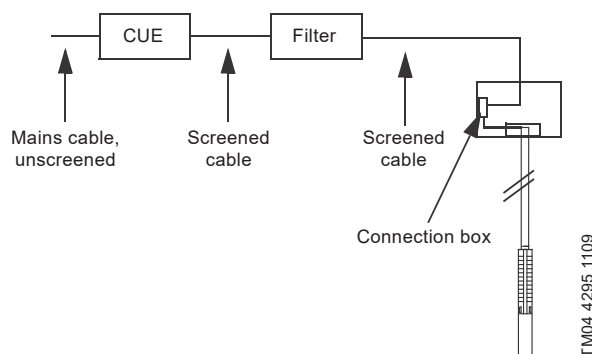 CUE
Filter
Mains cable,
unscreened
Screened
cable
Screened
cable
Connection box
TM04 4295 1109